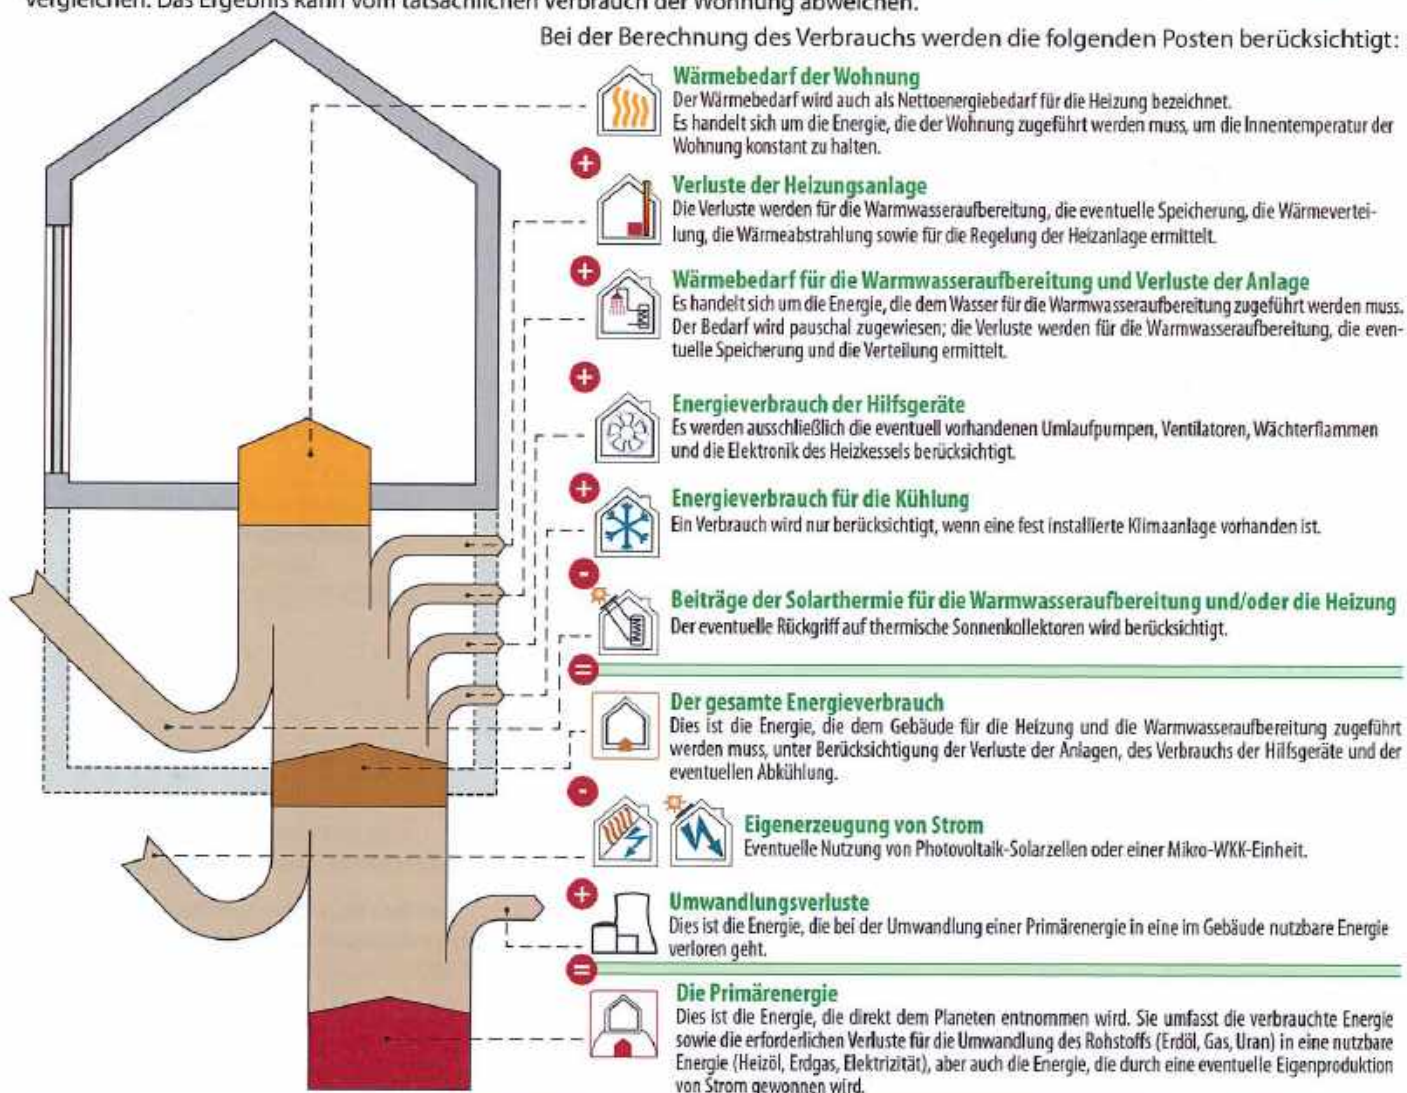 vergleichen. Das Ergebnis kann vom tatsächlichen Verbrauch der Wohnung abweichen.
Bei der Berechnung des Verbrauchs werden die folgenden Posten berücksichtigt:
Wärmebedarf der Wohnung
Der Wärmebedarf wird auch als Nettoenergiebedarf für die Heizung bezeichnet.
Es handelt sich um die Energie, die der Wohnung zugeführt werden muss, um die Innentemperatur der
Wohnung konstant zu halten.
+
Verluste der Heizungsanlage
Die Verluste werden für die Warmwasseraufbereitung, die eventuelle Speicherung, die Wärmevertei-
lung, die Wärmeabstrahlung sowie für die Regelung der Heizanlage ermittelt.
+
Wärmebedarf für die Warmwasseraufbereitung und Verluste der Anlage
Es handelt sich um die Energie, die dem Wasser für die Warmwasseraufbereitung zugeführt werden muss.
Der Bedarf wird pauschal zugewiesen; die Verluste werden für die Warmwasseraufbereitung, die even-
tuelle Speicherung und die Verteilung ermittelt.
+
Energieverbrauch der Hilfsgeräte
Es werden ausschließlich die eventuell vorhandenen Umlaufpumpen, Ventilatoren, Wächterflammen
und die Elektronik des Heizkessels berücksichtigt.
+
Energieverbrauch für die Kühlung
Ein Verbrauch wird nur berücksichtigt, wenn eine fest installierte Klimaanlage vorhanden ist.
-
Beiträge der Solarthermie für die Warmwasseraufbereitung und/oder die Heizung
Der eventuelle Rückgriff auf thermische Sonnenkollektoren wird berücksichtigt.
=
Der gesamte Energieverbrauch
Dies ist die Energie, die dem Gebäude für die Heizung und die Warmwasseraufbereitung zugeführt
werden muss, unter Berücksichtigung der Verluste der Anlagen, des Verbrauchs der Hilfsgeräte und der
eventuellen Abkühlung.
-
Eigenerzeugung von Strom
Eventuelle Nutzung von Photovoltaik-Solarzellen oder einer Mikro-WKK-Einheit.
+
Umwandlungsverluste
Dies ist die Energie, die bei der Umwandlung einer Primärenergie in eine im Gebäude nutzbare Energie
verloren geht.
=
Die Primärenergie
Dies ist die Energie, die direkt dem Planeten entnommen wird. Sie umfasst die verbrauchte Energie
sowie die erforderlichen Verluste für die Umwandlung des Rohstoffs (Erdöl, Gas, Uran) in eine nutzbare
Energie (Heizöl, Erdgas, Elektrizität), aber auch die Energie, die durch eine eventuelle Eigenproduktion
von Strom gewonnen wird.